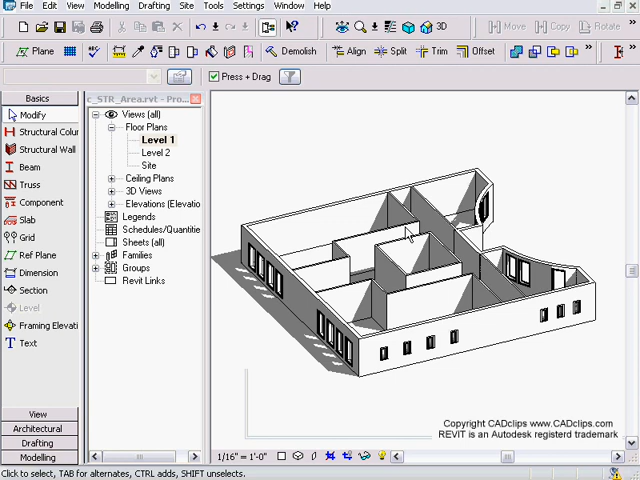 File Edit View Modelling Drafting Site Tools Settings Window Help
3D Move Copy Rotate
Plane Demolish Align Split Trim Offset
Press + Drag
Basics
Modify
Structural Colur
Structural Wall
Beam
Truss
Component
Slab
Grid
Ref Plane
Dimension
Section
Level
Framing Elevati
Text
View
Architectural
Drafting
Modelling
c_STR_Area.rvt - Pro...
Views (all)
Floor Plans
Level 1
Level 2
Site
Ceiling Plans
3D Views
Elevations (Elevatio
Legends
Schedules/Quantitie
Sheets (all)
Families
Groups
Revit Links
Copyright CADclips www.CADclips.com
REVIT is an Autodesk registerd trademark
1/16" = 1'-0"
Click to select, TAB for alternates, CTRL adds, SHIFT unselects.